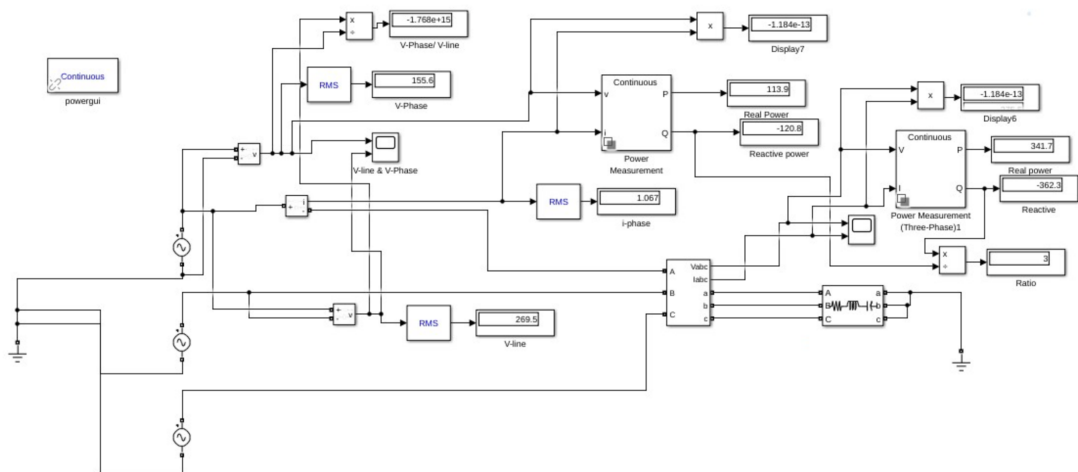 Continuous
powergui
x
÷
-1.768e+15
V-Phase/ V-line
RMS
155.6
V-Phase
+
-
v
V-line & V-Phase
+
i
-
RMS
1.067
i-phase
+
-
v
RMS
269.5
V-line
x
-1.184e-13
Display7
Continuous
v
i
P
Q
Power
Measurement
113.9
Real Power
-120.8
Reactive power
x
-1.184e-13
Display6
Continuous
V
I
P
Q
Power Measurement
(Three-Phase)1
341.7
Real power
-362.3
Reactive
x
÷
3
Ratio
A
B
C
Vabc
Iabc
a
b
c
A
B
C
a
b
c